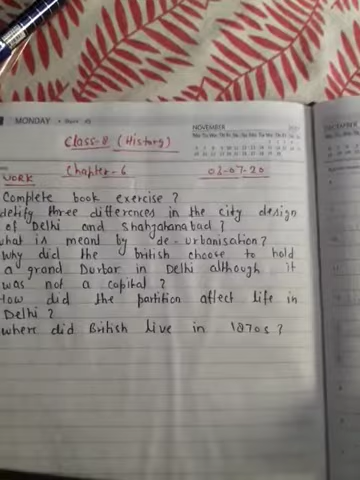 MONDAY
NOVEMBER
DECEMBER
Class-8 (History)
Chapter-6 03-07-20
WORK
Complete book exercise ?
detify three differences in the city design
of Delhi and Shahjahanabad ?
what is meant by de-urbanisation ?
Why did the british choose to hold
a grand Durbar in Delhi although it
was not a capital ?
How did the partition affect life in
Delhi ?
where did British live in 1870s ?